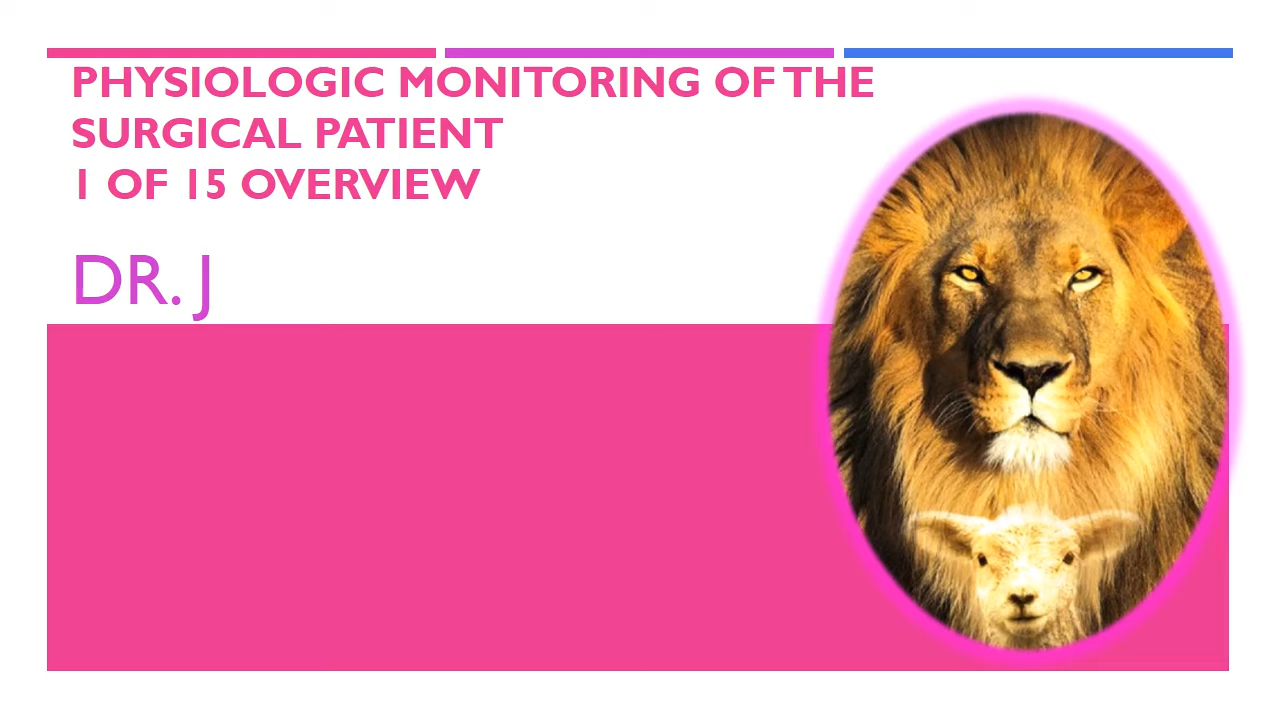 PHYSIOLOGIC MONITORING OF THE
SURGICAL PATIENT
1 OF 15 OVERVIEW
DR. J